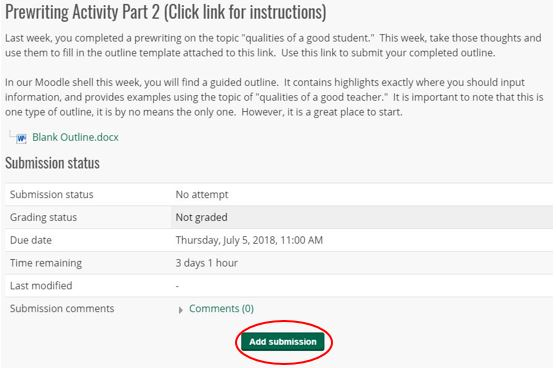 Prewriting Activity Part 2 (Click link for instructions)
Last week, you completed a prewriting on the topic "qualities of a good student."  This week, take those thoughts and
use them to fill in the outline template attached to this link.  Use this link to submit your completed outline.
In our Moodle shell this week, you will find a guided outline.  It contains highlights exactly where you should input
information, and provides examples using the topic of "qualities of a good teacher."  It is important to note that this is
one type of outline, it is by no means the only one.  However, it is a great place to start.
Blank Outline.docx
Submission status
Submission status No attempt
Grading status Not graded
Due date Thursday, July 5, 2018, 11:00 AM
Time remaining 3 days 1 hour
Last modified -
Submission comments Comments (0)
Add submission